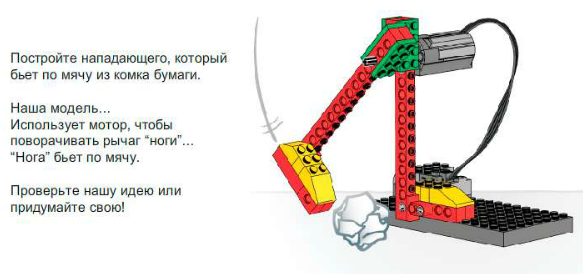 Постройте нападающего, который
бьет по мячу из комка бумаги.
Наша модель...
Использует мотор, чтобы
поворачивать рычаг “ноги”...
“Нога” бьет по мячу.
Проверьте нашу идею или
придумайте свою!